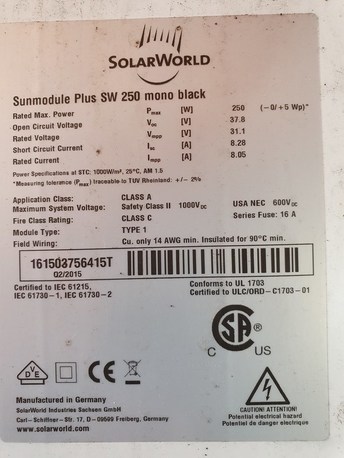 SOLARWORLD
Sunmodule Plus SW 250 mono black
Rated Max. Power Pmax [W] 250 (-0/+5 Wp)*
Open Circuit Voltage Voc [V] 37.8
Rated Voltage Vmpp [V] 31.1
Short Circuit Current Isc [A] 8.28
Rated Current Impp [A] 8.05
Power Specifications at STC: 1000W/m², 25°C, AM 1.5
*Measuring tolerance (Pmax) traceable to TUV Rheinland: +/- 2%
Application Class: CLASS A
Maximum System Voltage: Safety Class II 1000VDC USA NEC 600VDC
Fire Class Rating: CLASS C Series Fuse: 16 A
Module Type: TYPE 1
Field Wiring: Cu. only 14 AWG min. Insulated for 90°C min.
161503756415T
02/2015
Certified to IEC 61215,
IEC 61730-1, IEC 61730-2
Conforms to UL 1703
Certified to ULC/ORD-C1703-01
SA
®
C US
DVE
CE
Manufactured in Germany
SolarWorld Industries Sachsen GmbH
Carl-Schiffner-Str. 17, D-09599 Freiberg, Germany
www.solarworld.com
CAUTION! ATTENTION!
Potential electrical hazard
Potentiel de danger electrique